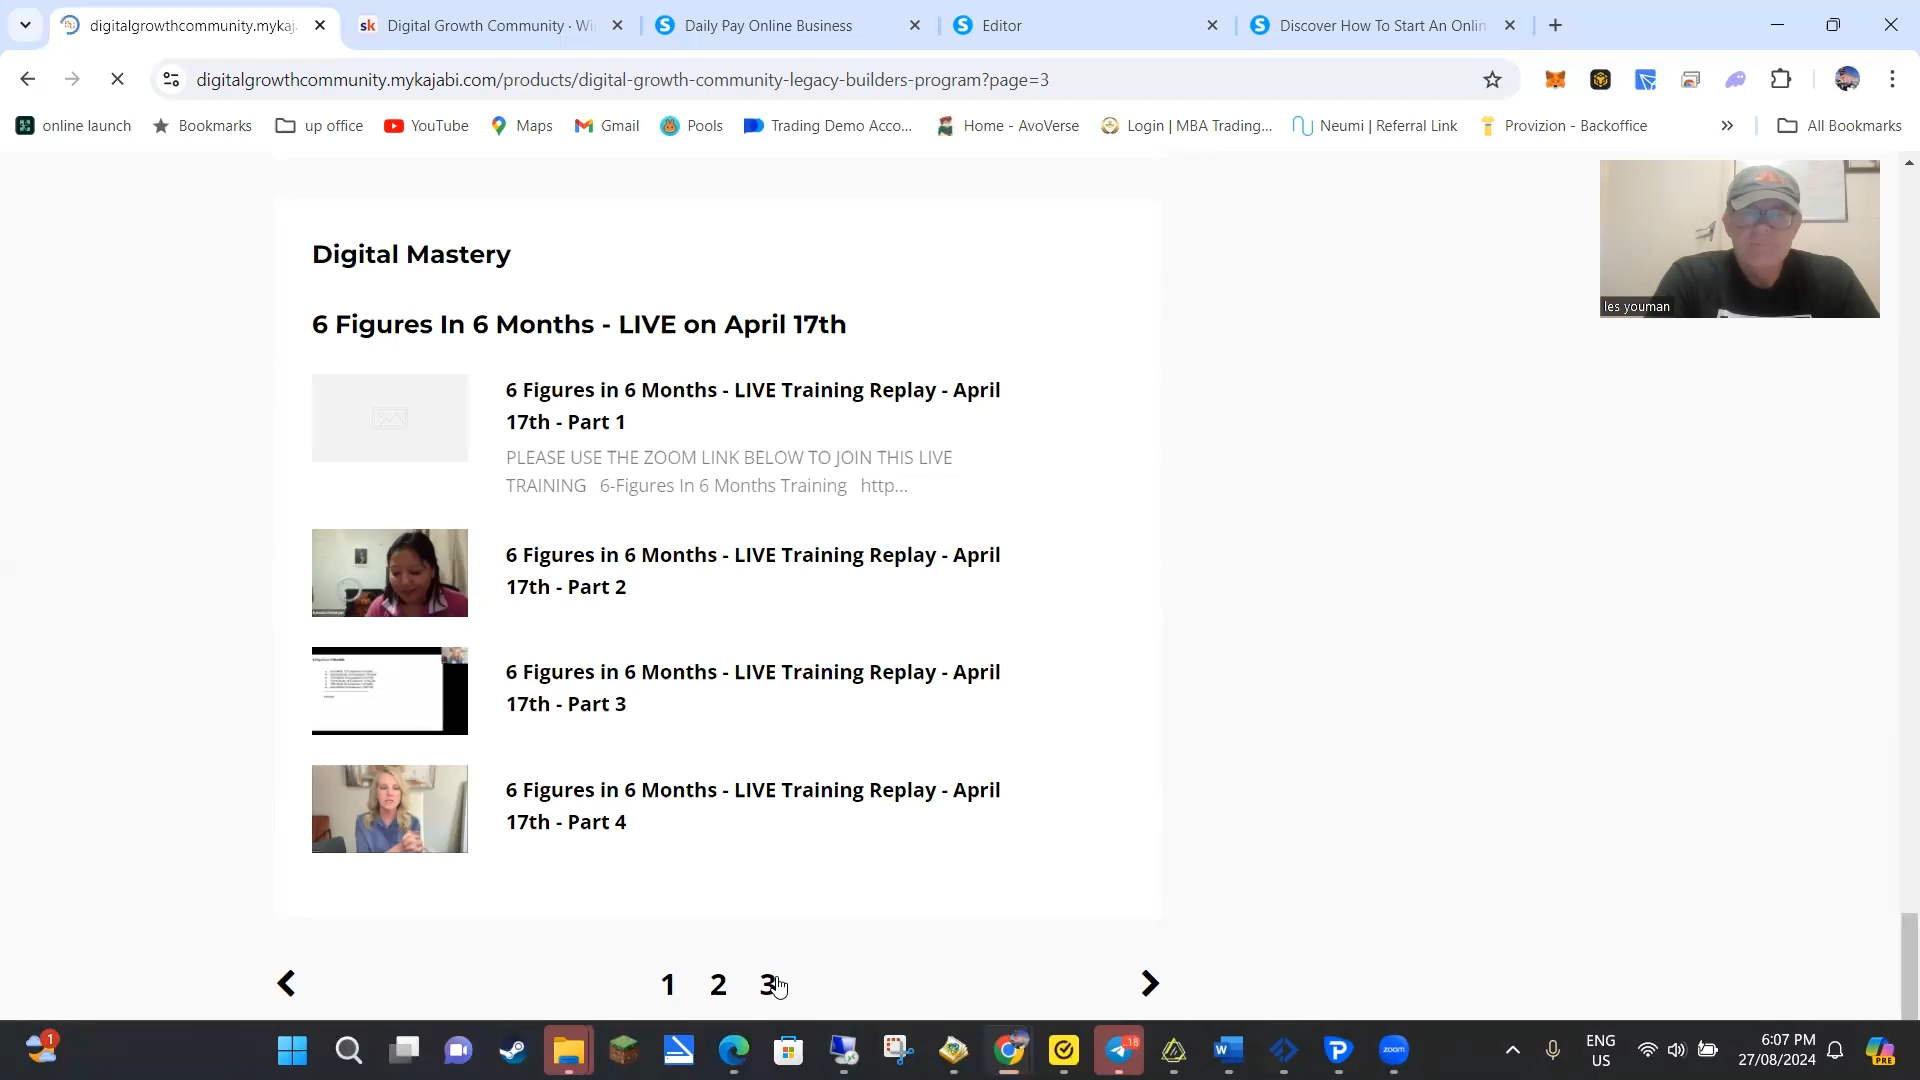 digitalgrowthcommunity.mykaj
sk Digital Growth Community · Wi
S Daily Pay Online Business
S Editor
S Discover How To Start An Onlin
digitalgrowthcommunity.mykajabi.com/products/digital-growth-community-legacy-builders-program?page=3
online launch
Bookmarks
up office
YouTube
Maps
Gmail
Pools
Trading Demo Acco...
Home - AvoVerse
Login | MBA Trading...
Neumi | Referral Link
Provizion - Backoffice
All Bookmarks
les youman
Digital Mastery
6 Figures In 6 Months - LIVE on April 17th
6 Figures in 6 Months - LIVE Training Replay - April
17th - Part 1
PLEASE USE THE ZOOM LINK BELOW TO JOIN THIS LIVE
TRAINING 6-Figures In 6 Months Training http...
6 Figures in 6 Months - LIVE Training Replay - April
17th - Part 2
6 Figures in 6 Months - LIVE Training Replay - April
17th - Part 3
6 Figures in 6 Months - LIVE Training Replay - April
17th - Part 4
1 2 3
1
18
zoom
ENG
US
6:07 PM
27/08/2024
PRE